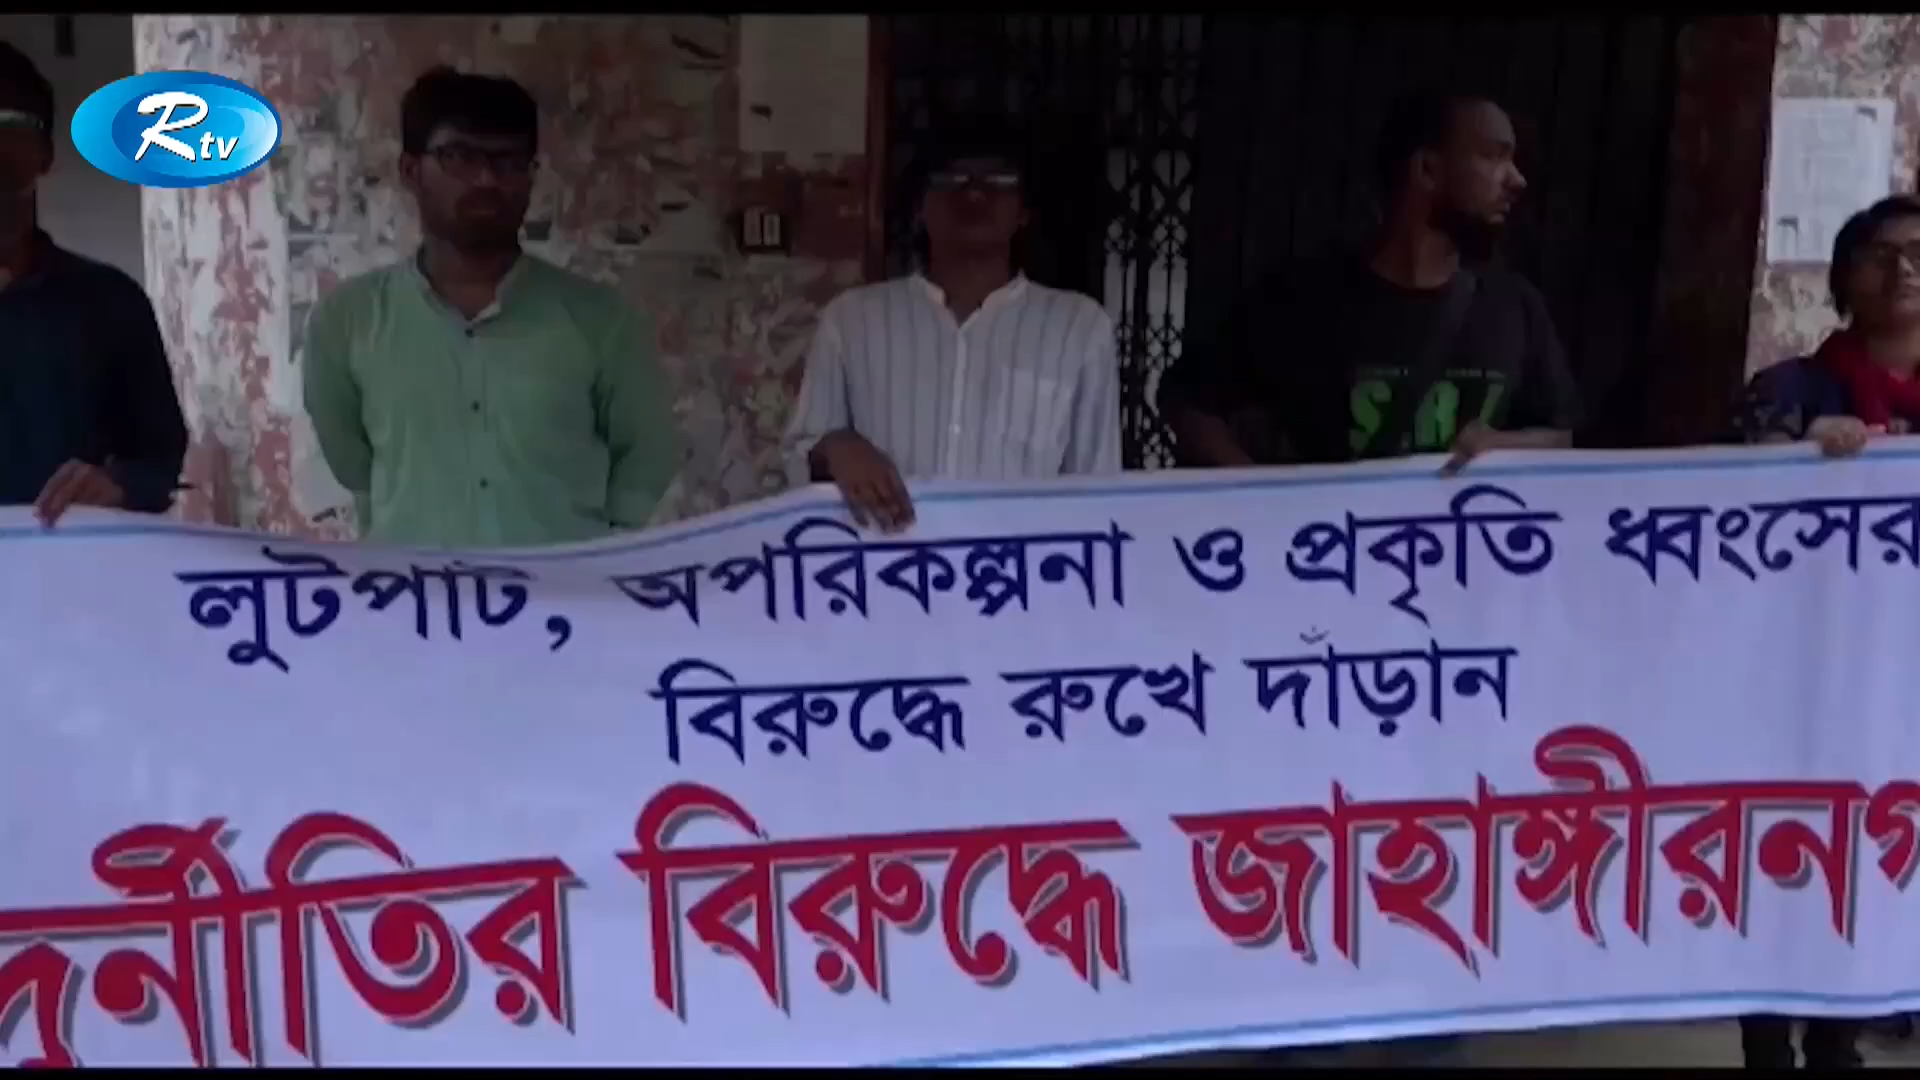 Rtv
লুটপাট, অপরিকল্পনা ও প্রকৃতি ধ্বংসের
বিরুদ্ধে রুখে দাঁড়ান
দুর্নীতির বিরুদ্ধে জাহাঙ্গীরনগ